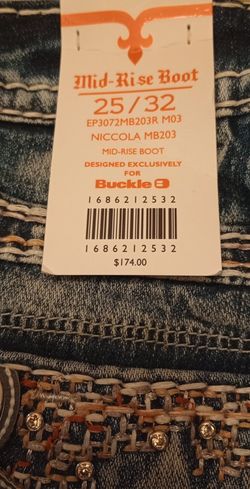 Mid-Rise Boot
25/32
EP3072MB203R M03
NICCOLA MB203
MID-RISE BOOT
DESIGNED EXCLUSIVELY
FOR
Buckle B
1686212532
1686212532
$174.00